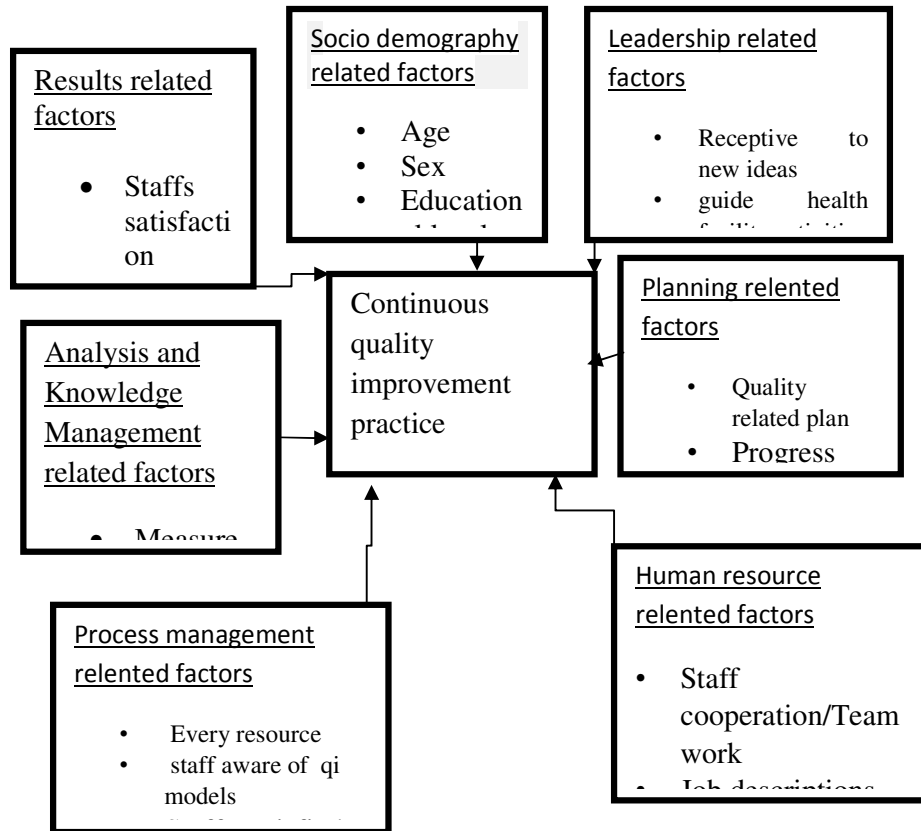 Socio demography
related factors
• Age
• Sex
• Education
Leadership related
factors
• Receptive to
new ideas
• guide health
Results related
factors
• Staffs
satisfacti
on
Continuous
quality
improvement
practice
Planning relented
factors
• Quality
related plan
• Progress
Analysis and
Knowledge
Management
related factors
• Measure
Human resource
relented factors
• Staff
cooperation/Team
work
• Job descriptions
Process management
relented factors
• Every resource
• staff aware of qi
models